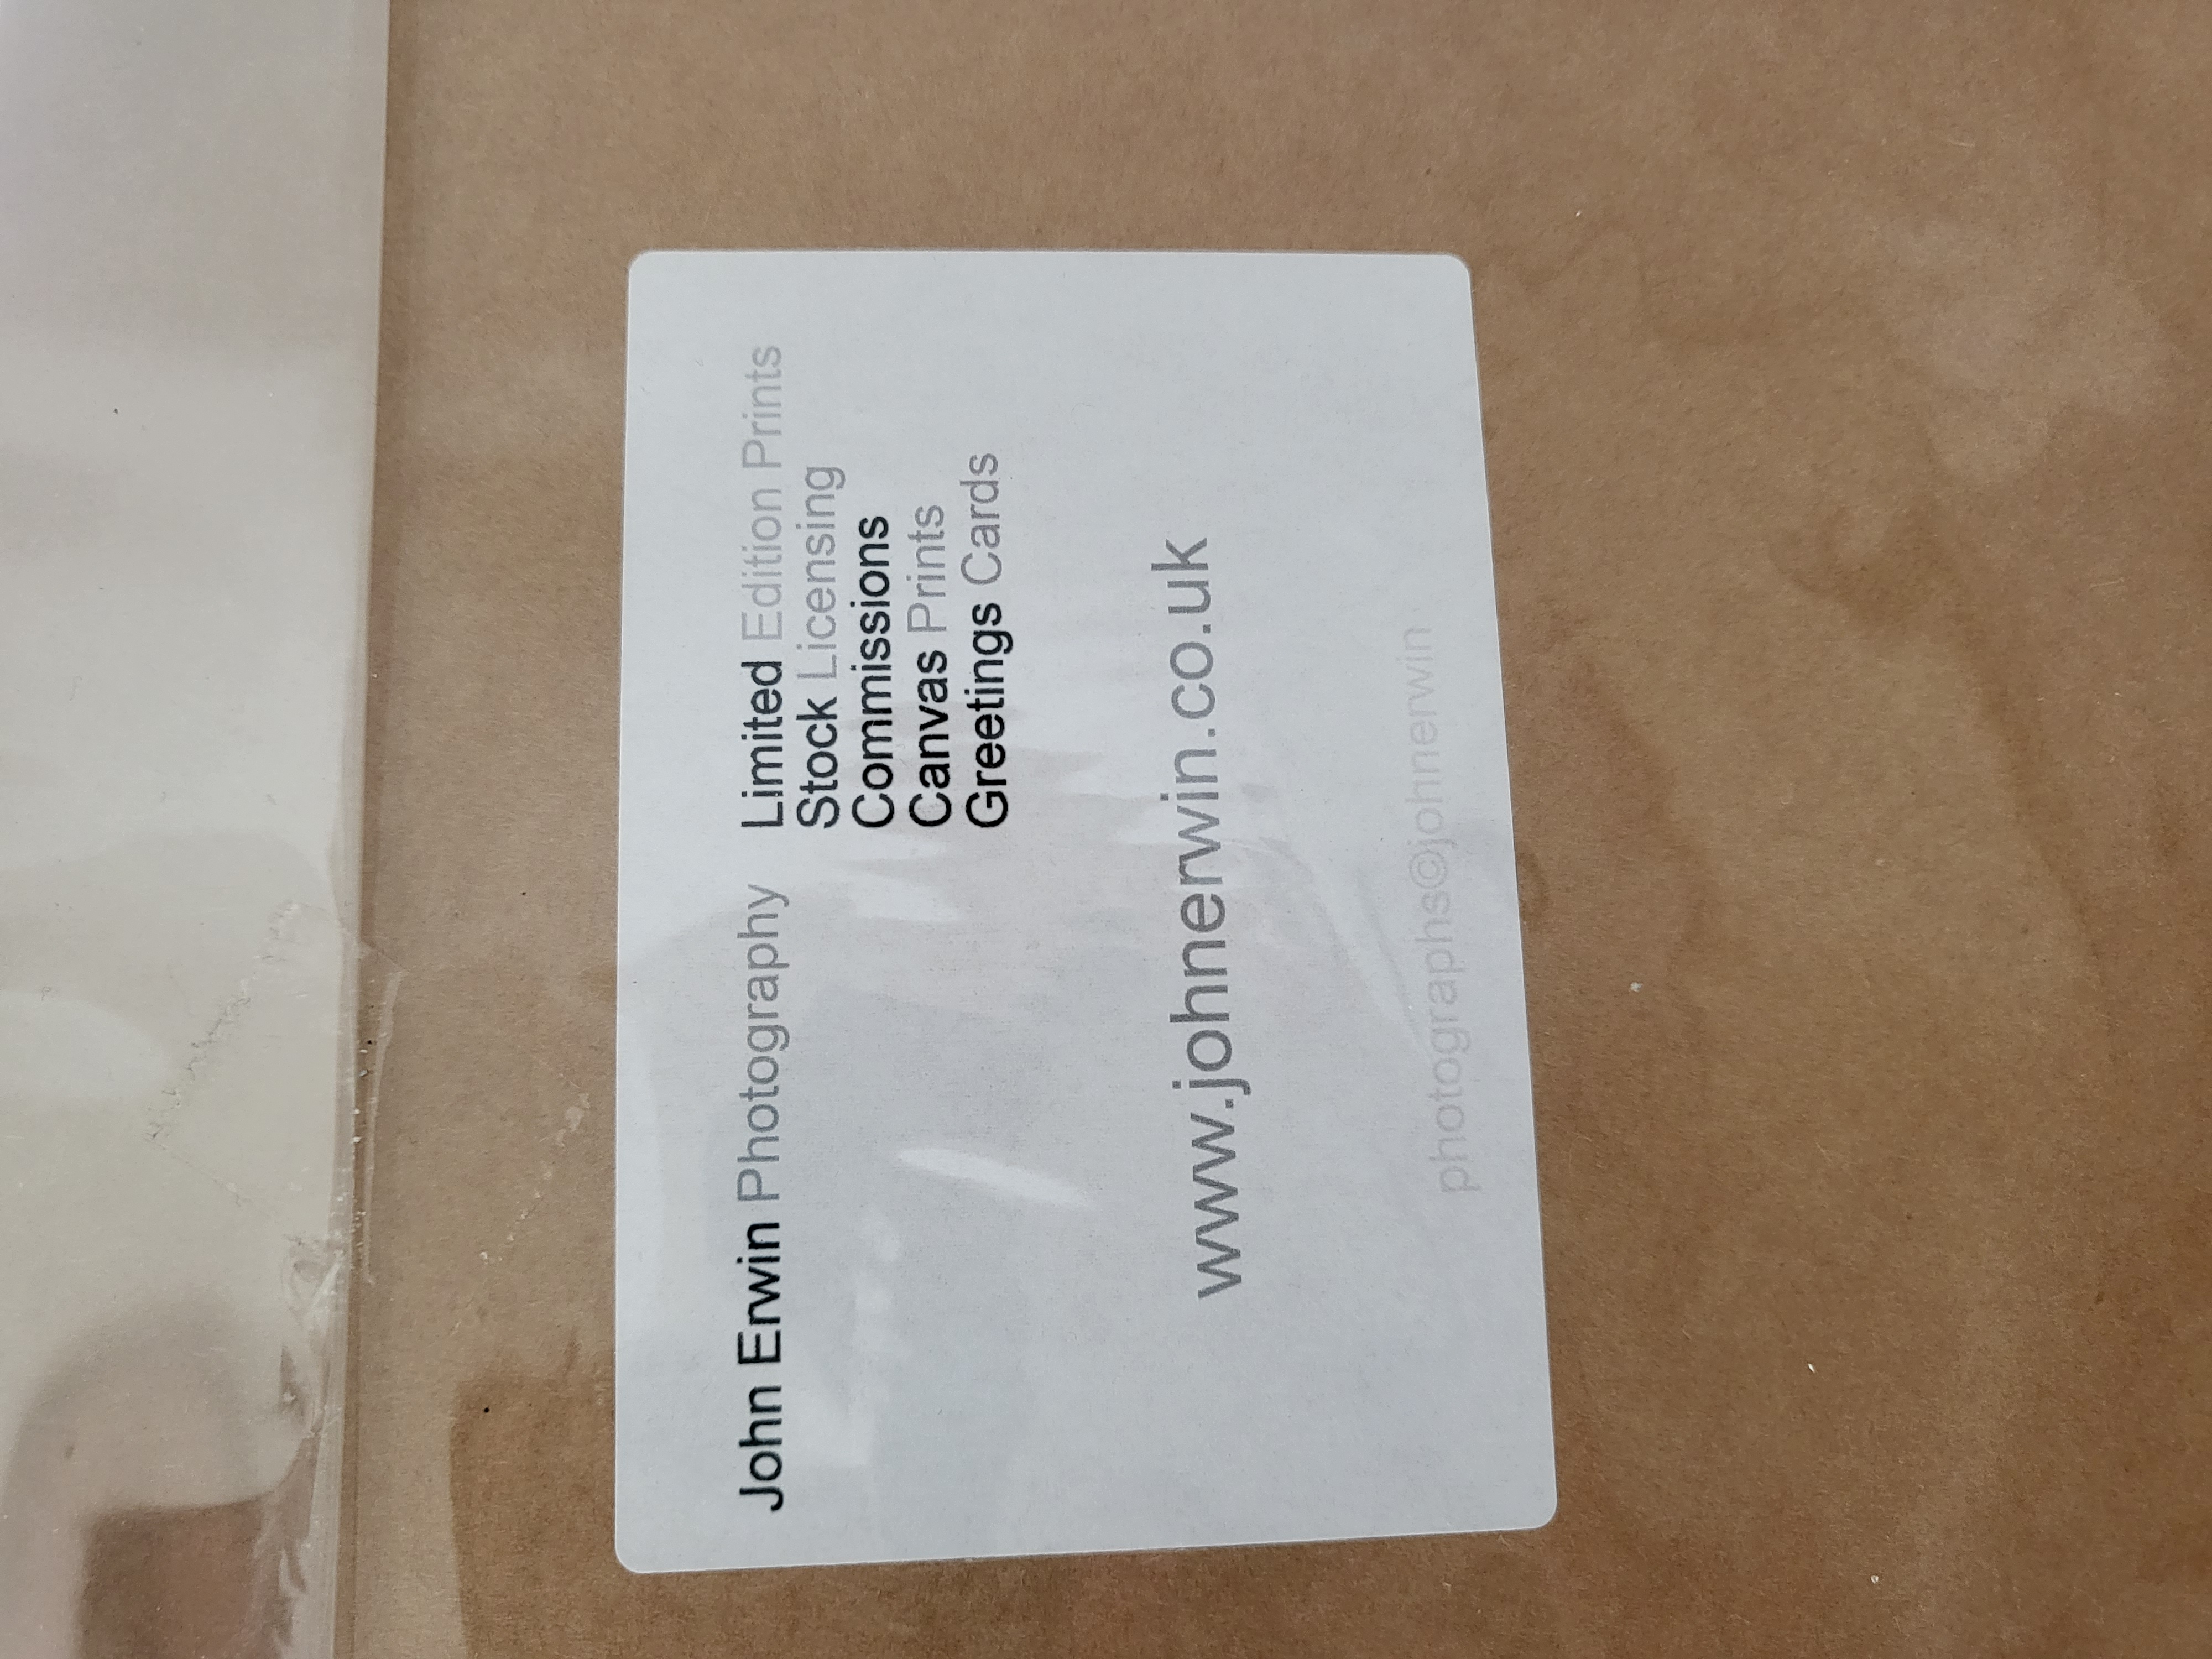 John Erwin Photography
Limited Edition Prints
Stock Licensing
Commissions
Canvas Prints
Greetings Cards
www.johnerwin.co.uk
photographs©johnerwin